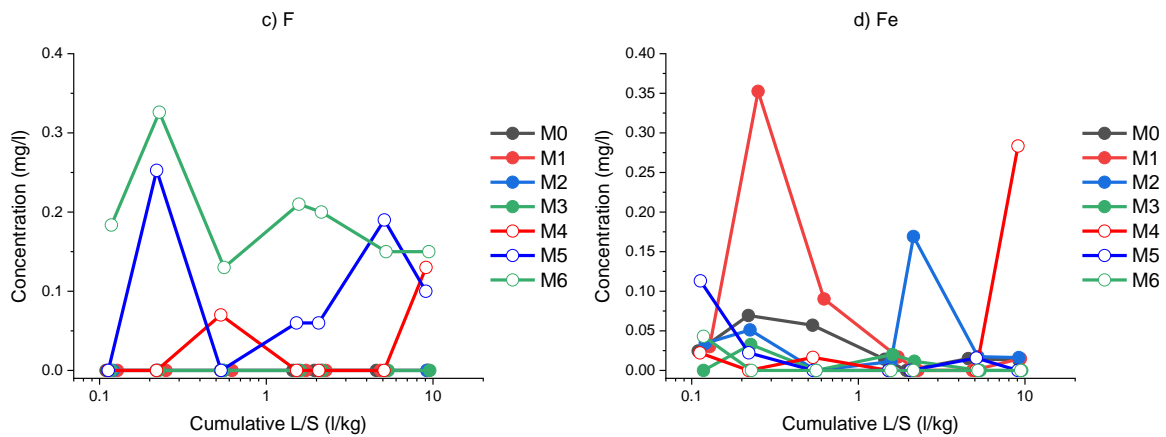 c) F
0.4
0.3
0.2
0.1
0.0
Concentration (mg/l)
0.1
1
10
Cumulative L/S (l/kg)
M0
M1
M2
M3
M4
M5
M6
d) Fe
0.40
0.35
0.30
0.25
0.20
0.15
0.10
0.05
0.00
Concentration (mg/l)
0.1
1
10
Cumulative L/S (l/kg)
M0
M1
M2
M3
M4
M5
M6